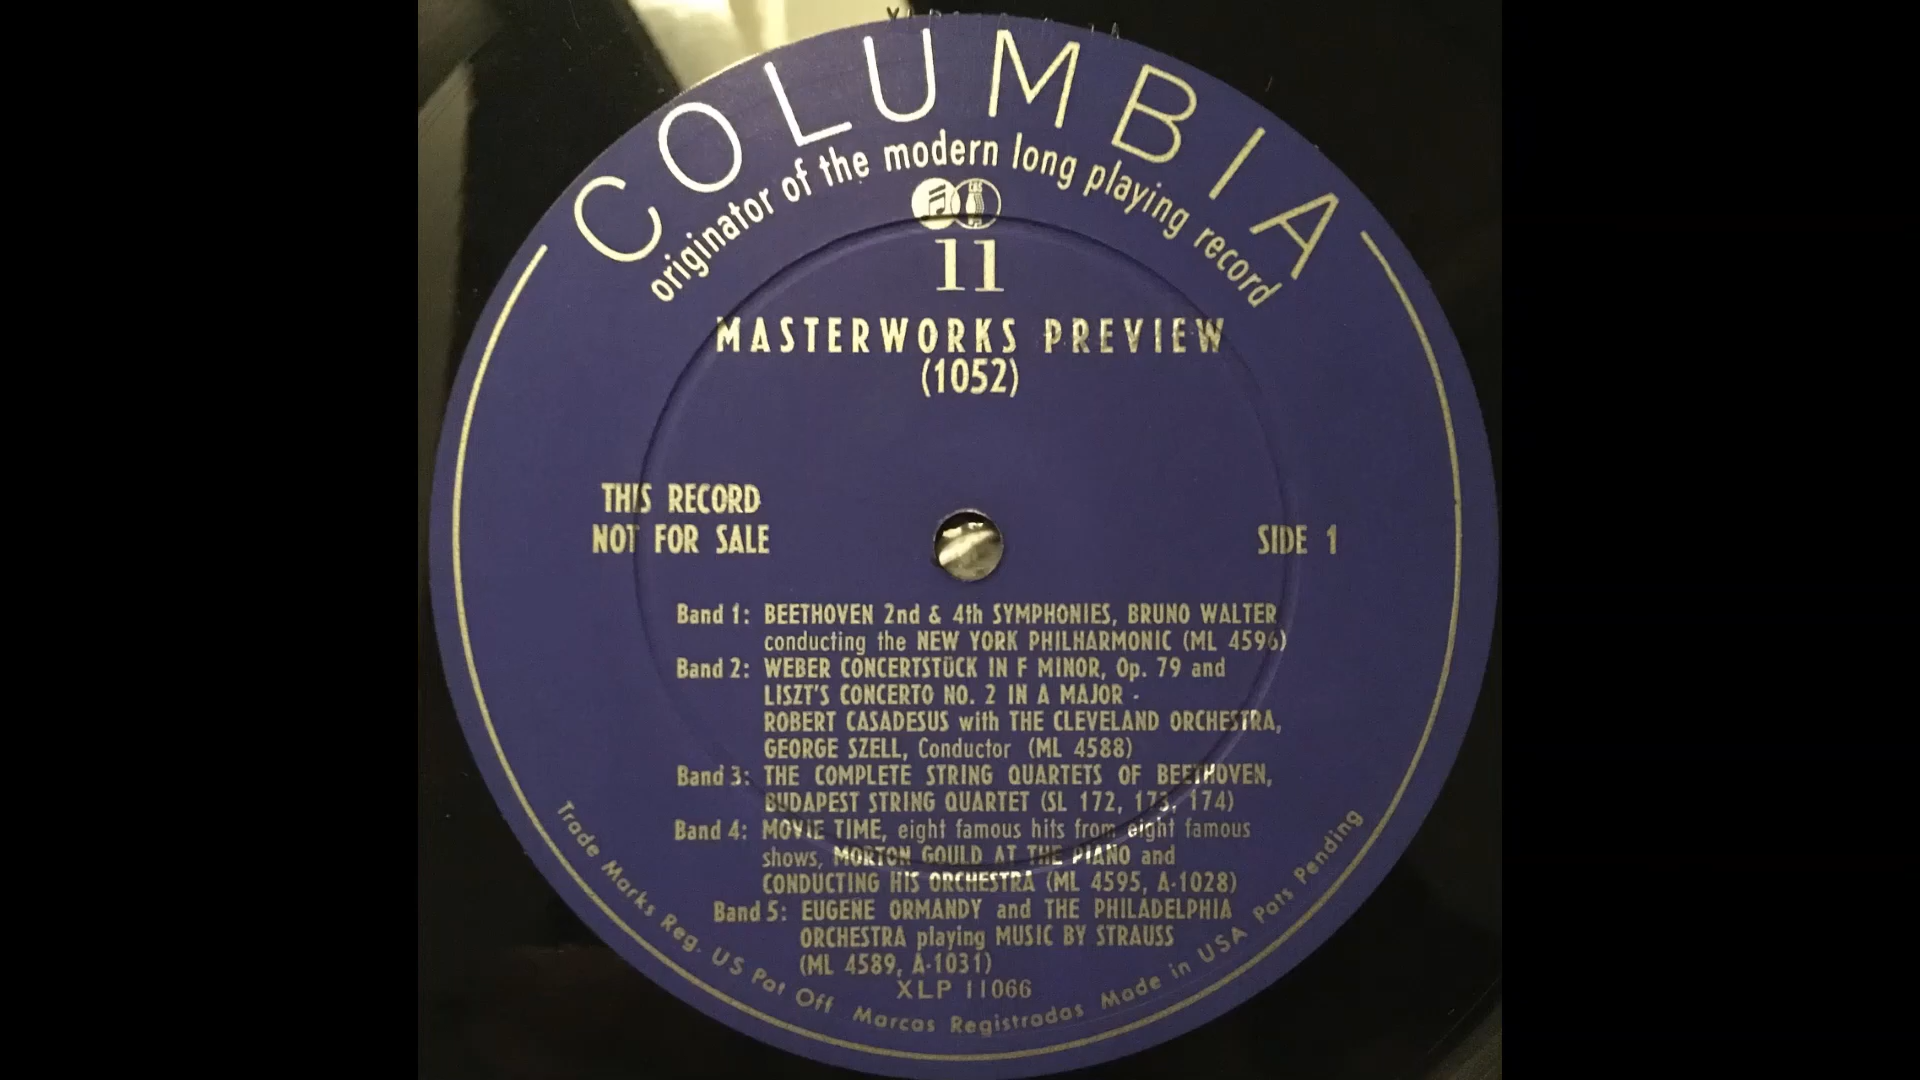 COLUMBIA
originator of the modern long playing record
CBS
11
MASTERWORKS PREVIEW
(1052)
THIS RECORD
NOT FOR SALE
SIDE 1
Band 1: BEETHOVEN 2nd & 4th SYMPHONIES, BRUNO WALTER
conducting the NEW YORK PHILHARMONIC (ML 4596)
Band 2: WEBER CONCERTSTÜCK IN F MINOR, Op. 79 and
LISZT'S CONCERTO NO. 2 IN A MAJOR -
ROBERT CASADESUS with THE CLEVELAND ORCHESTRA,
GEORGE SZELL, Conductor (ML 4588)
Band 3: THE COMPLETE STRING QUARTETS OF BEETHOVEN,
BUDAPEST STRING QUARTET (SL 172, 173, 174)
Band 4: MOVIE TIME, eight famous hits from eight famous
shows, MORTON GOULD AT THE PIANO and
CONDUCTING HIS ORCHESTRA (ML 4595, A-1028)
Band 5: EUGENE ORMANDY and THE PHILADELPHIA
ORCHESTRA playing MUSIC BY STRAUSS
(ML 4589, A-1031)
XLP 11066
Trade Marks Reg. US Pat Off Marcas Registradas Made in USA Pats Pending